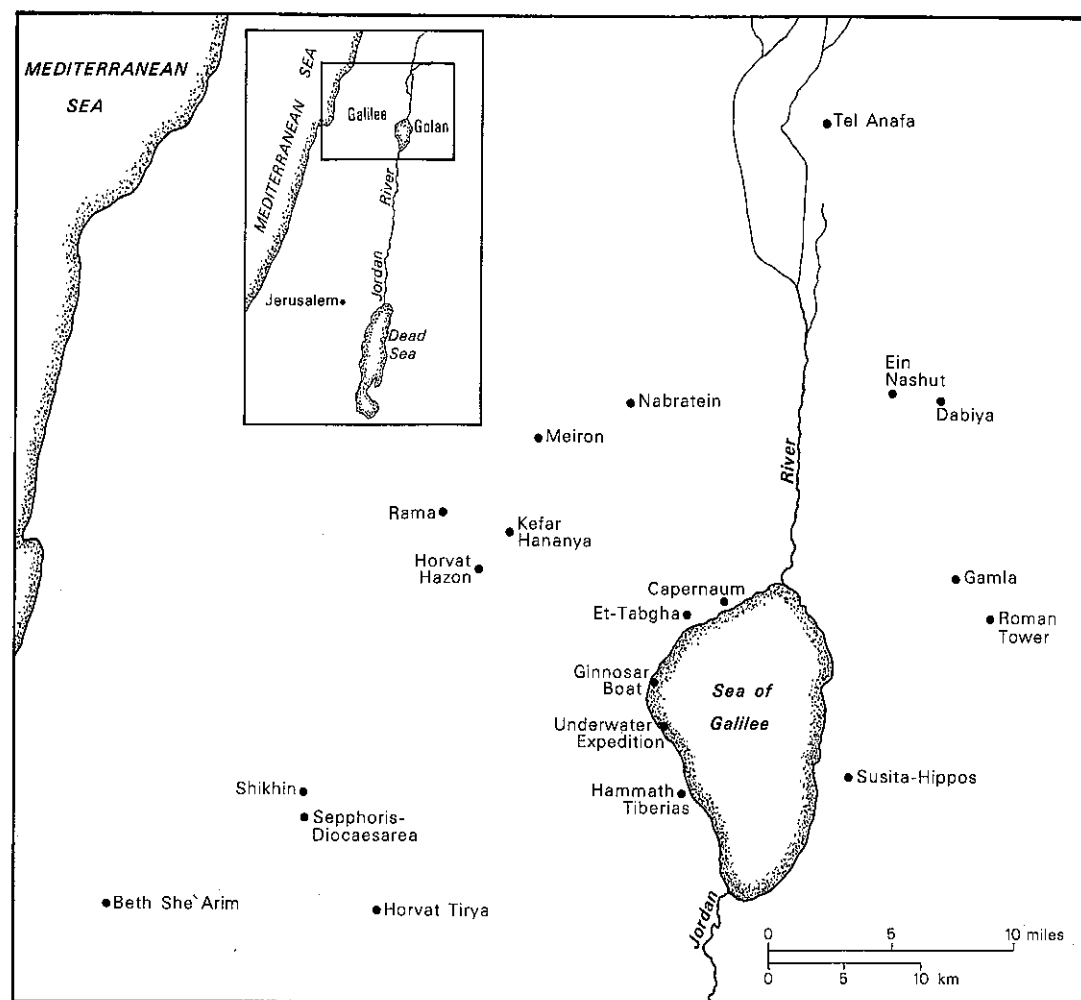 MEDITERRANEAN
SEA
MEDITERRANEAN SEA
Galilee
Golan
River
Jordan
Jerusalem
Dead
Sea
Tel Anafa
Ein
Nashut
Dabiya
Nabratein
Meiron
River
Rama
Kefar
Hananya
Horvat
Hazon
Capernaum
Et-Tabgha
Gamla
Roman
Tower
Ginnosar
Boat
Sea of
Galilee
Underwater
Expedition
Shikhin
Sepphoris-
Diocaesarea
Hammath
Tiberias
Susita-Hippos
Beth She`Arim
Horvat Tirya
Jordan
0 5 10 miles
0 5 10 km